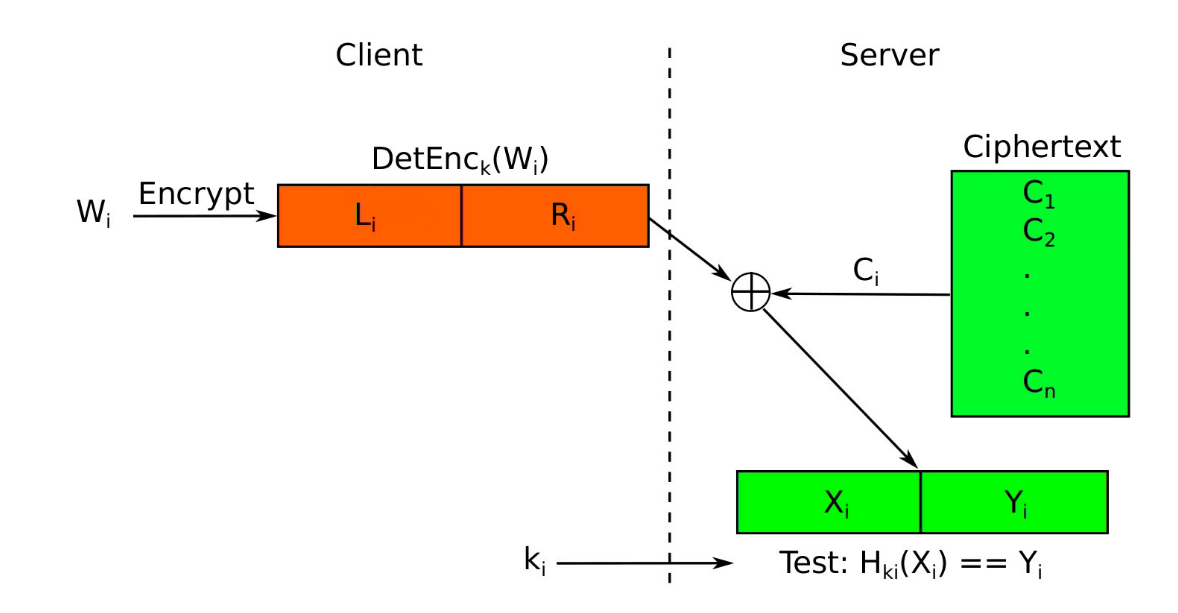 Client
Server
DetEncₖ(Wᵢ)
Ciphertext
Wᵢ
Encrypt
Lᵢ
Rᵢ
C₁
C₂
.
.
.
Cₙ
Cᵢ
Xᵢ
Yᵢ
kᵢ
Test: Hₖᵢ(Xᵢ) == Yᵢ